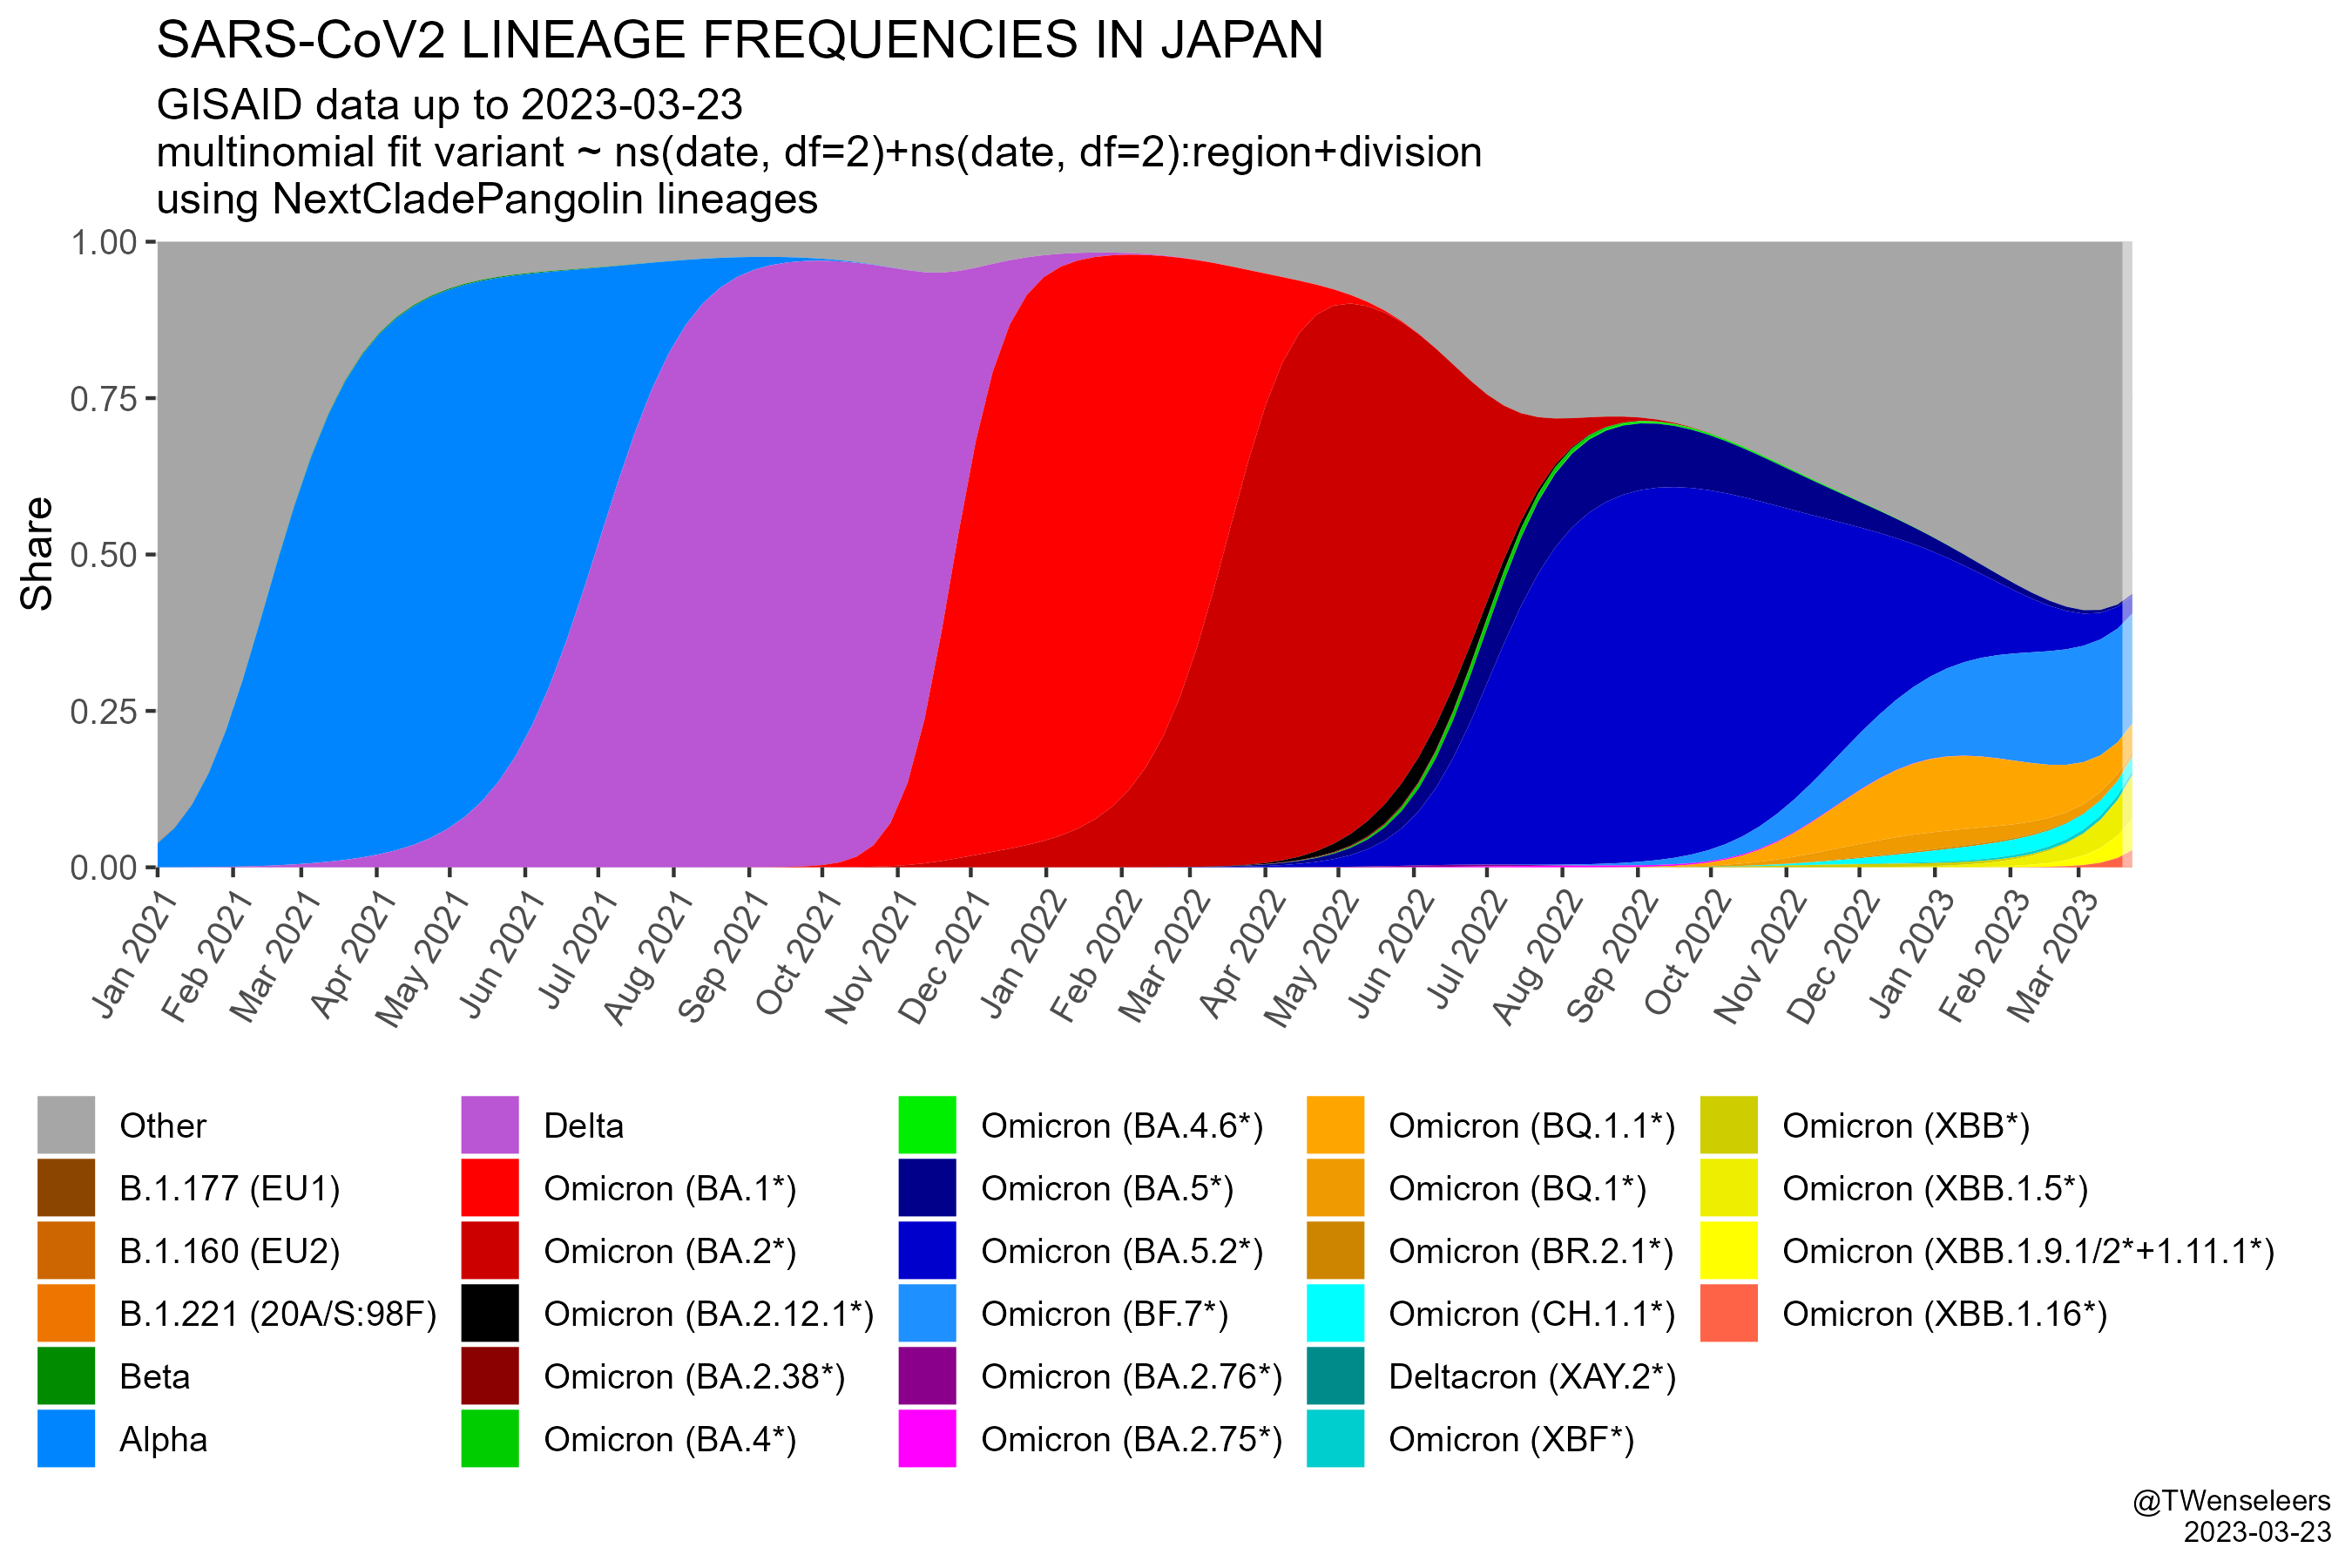 SARS-CoV2 LINEAGE FREQUENCIES IN JAPAN
GISAID data up to 2023-03-23
multinomial fit variant ~ ns(date, df=2)+ns(date, df=2):region+division
using NextCladePangolin lineages
Share
1.00
0.75
0.50
0.25
0.00
Jan 2021
Feb 2021
Mar 2021
Apr 2021
May 2021
Jun 2021
Jul 2021
Aug 2021
Sep 2021
Oct 2021
Nov 2021
Dec 2021
Jan 2022
Feb 2022
Mar 2022
Apr 2022
May 2022
Jun 2022
Jul 2022
Aug 2022
Sep 2022
Oct 2022
Nov 2022
Dec 2022
Jan 2023
Feb 2023
Mar 2023
Other
B.1.177 (EU1)
B.1.160 (EU2)
B.1.221 (20A/S:98F)
Beta
Alpha
Delta
Omicron (BA.1*)
Omicron (BA.2*)
Omicron (BA.2.12.1*)
Omicron (BA.2.38*)
Omicron (BA.4*)
Omicron (BA.4.6*)
Omicron (BA.5*)
Omicron (BA.5.2*)
Omicron (BF.7*)
Omicron (BA.2.76*)
Omicron (BA.2.75*)
Omicron (BQ.1.1*)
Omicron (BQ.1*)
Omicron (BR.2.1*)
Omicron (CH.1.1*)
Deltacron (XAY.2*)
Omicron (XBF*)
Omicron (XBB*)
Omicron (XBB.1.5*)
Omicron (XBB.1.9.1/2*+1.11.1*)
Omicron (XBB.1.16*)
@TWenseleers
2023-03-23